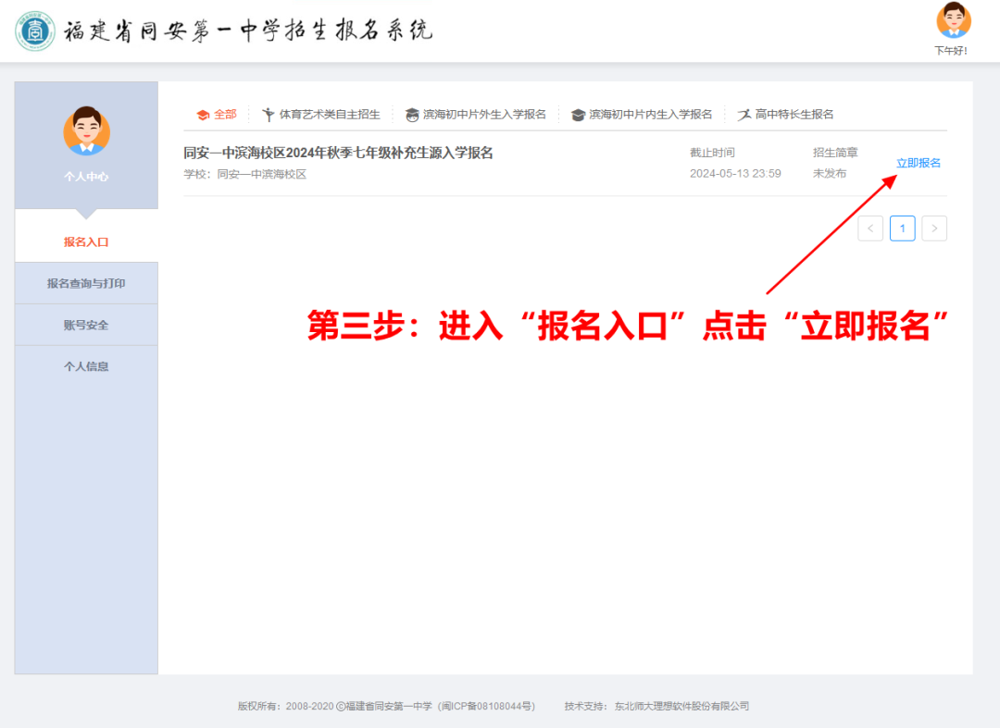 福建省同安第一中学招生报名系统
下午好!
个人中心
报名入口
报名查询与打印
账号安全
个人信息
全部 体育艺术类自主招生 滨海初中片外生入学报名 滨海初中片内生入学报名 高中特长生报名
同安一中滨海校区2024年秋季七年级补充生源入学报名
学校：同安一中滨海校区
截止时间
2024-05-13 23:59
招生简章
未发布
立即报名
< 1 >
第三步：进入“报名入口”点击“立即报名”
版权所有：2008-2020 ©福建省同安第一中学（闽ICP备08108044号） 技术支持：东北师大理想软件股份有限公司